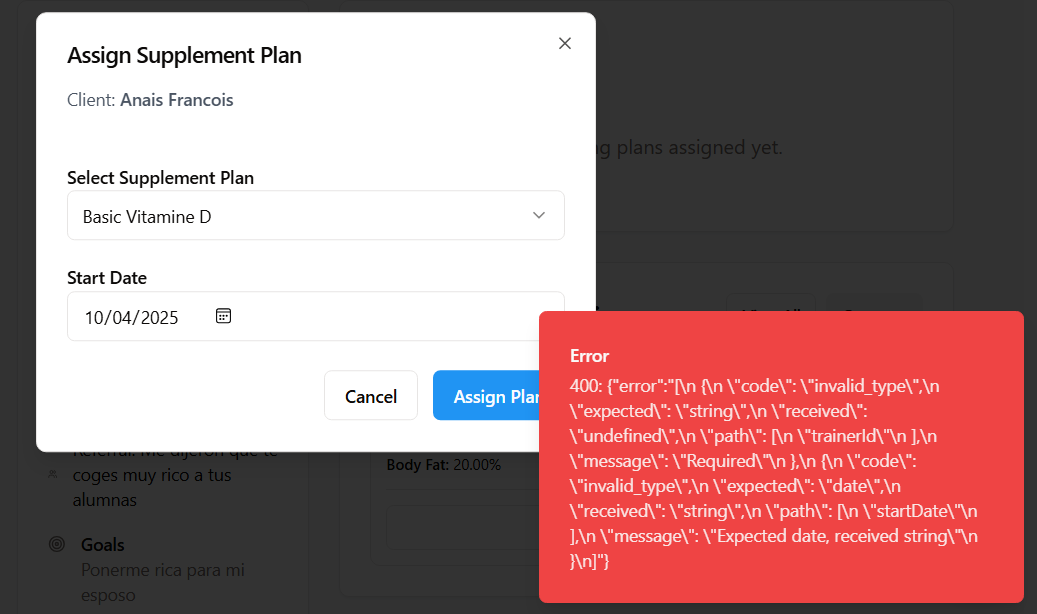 Assign Supplement Plan
Client: Anais Francois
ng plans assigned yet.
Select Supplement Plan
Basic Vitamine D
Start Date
10/04/2025
Cancel
Assign Plan
Error
400: {"error":"[\n {\n \"code\": \"invalid_type\",\n
\"expected\": \"string\",\n \"received\":
\"undefined\",\n \"path\": [\n \"trainerId\"\n ],\n
\"message\": \"Required\"\n },\n {\n \"code\":
\"invalid_type\",\n \"expected\": \"date\",\n
\"received\": \"string\",\n \"path\": [\n \"startDate\"\n
],\n \"message\": \"Expected date, received string\"\n
}\n]"}
Referral: Me dijeron que te
coges muy rico a tus
alumnas
Body Fat: 20.00%
Goals
Ponerme rica para mi
esposo